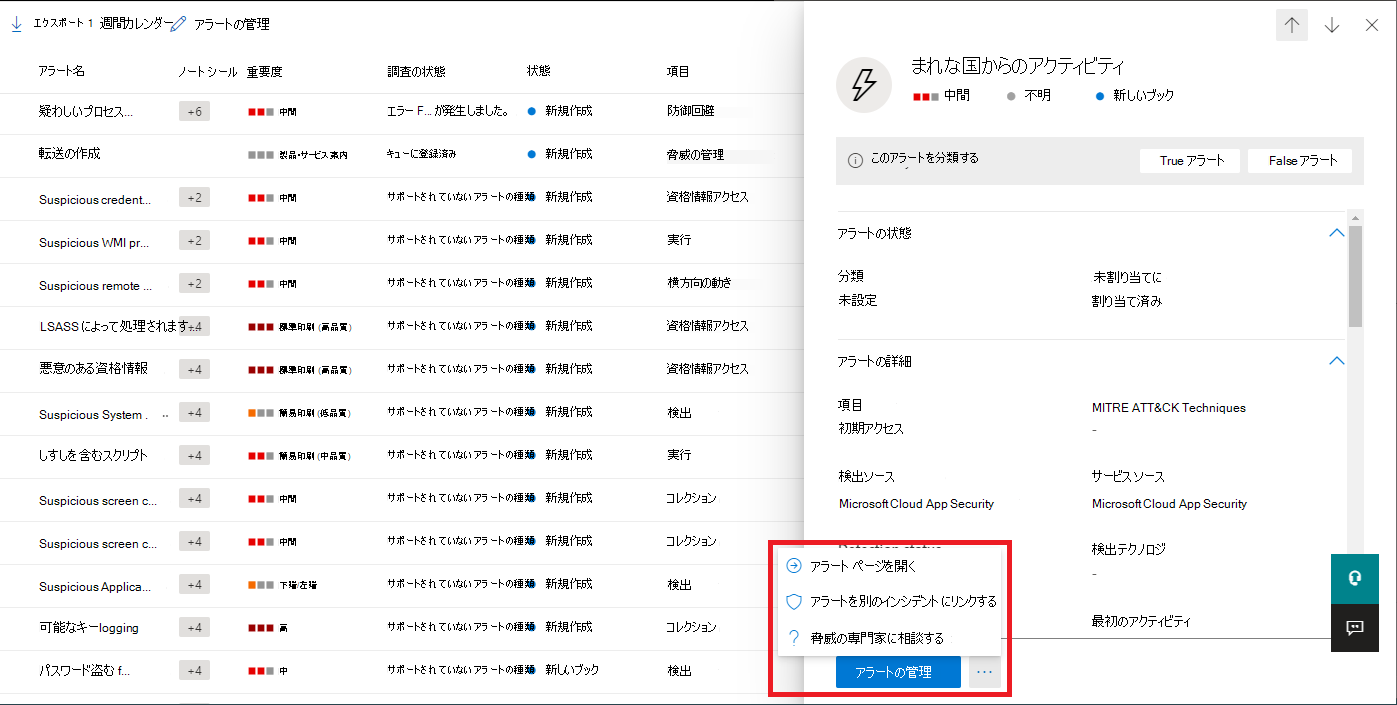 エクスポート 1 週間カレンダー アラートの管理
アラート名 ノートシール 重要度 調査の状態 状態 項目
疑わしいプロセス... +6 中間 エラー F... が発生しました。 新規作成 防御回避
転送の作成 製品・サービス案内 キューに登録済み 新規作成 脅威の管理
Suspicious credent... +2 中間 サポートされていないアラートの種類 新規作成 資格情報アクセス
Suspicious WMI pr... +2 中間 サポートされていないアラートの種類 新規作成 実行
Suspicious remote ... +2 中間 サポートされていないアラートの種類 新規作成 横方向の動き
LSASS によって処理されます... +4 標準印刷 (高品質) サポートされていないアラートの種類 新規作成 資格情報アクセス
悪意のある資格情報 +4 標準印刷 (高品質) サポートされていないアラートの種類 新規作成 資格情報アクセス
Suspicious System . .. +4 簡易印刷 (低品質) サポートされていないアラートの種類 新規作成 検出
しすしを含むスクリプト +4 簡易印刷 (中品質) サポートされていないアラートの種類 新規作成 実行
Suspicious screen c... +4 中間 サポートされていないアラートの種類 新規作成 コレクション
Suspicious screen c... +4 中間 サポートされていないアラートの種類 新規作成 コレクション
Suspicious Applica... +4 下端/左端 サポートされていないアラートの種類 新規作成 検出
可能なキーlogging +4 高 サポートされていないアラートの種類 新規作成 コレクション
パスワード盗む f... +4 中 サポートされていないアラートの種類 新しいブック 検出
まれな国からのアクティビティ
中間 不明 新しいブック
このアラートを分類する True アラート False アラート
アラートの状態
分類 未割り当てに
未設定 割り当て済み
アラートの詳細
項目 MITRE ATT&CK Techniques
初期アクセス -
検出ソース サービス ソース
Microsoft Cloud App Security Microsoft Cloud App Security
Detection status 検出テクノロジ
-
最初のアクティビティ
アラート ページを開く
アラートを別のインシデントにリンクする
脅威の専門家に相談する
アラートの管理 ...